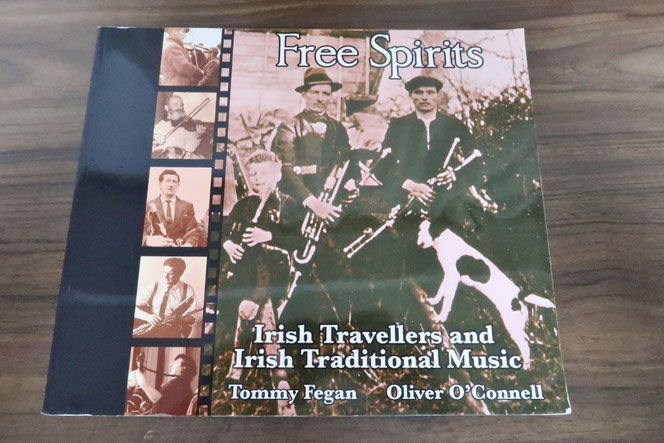 Free Spirits
Irish Travellers and
Irish Traditional Music
Tommy Fegan Oliver O'Connell